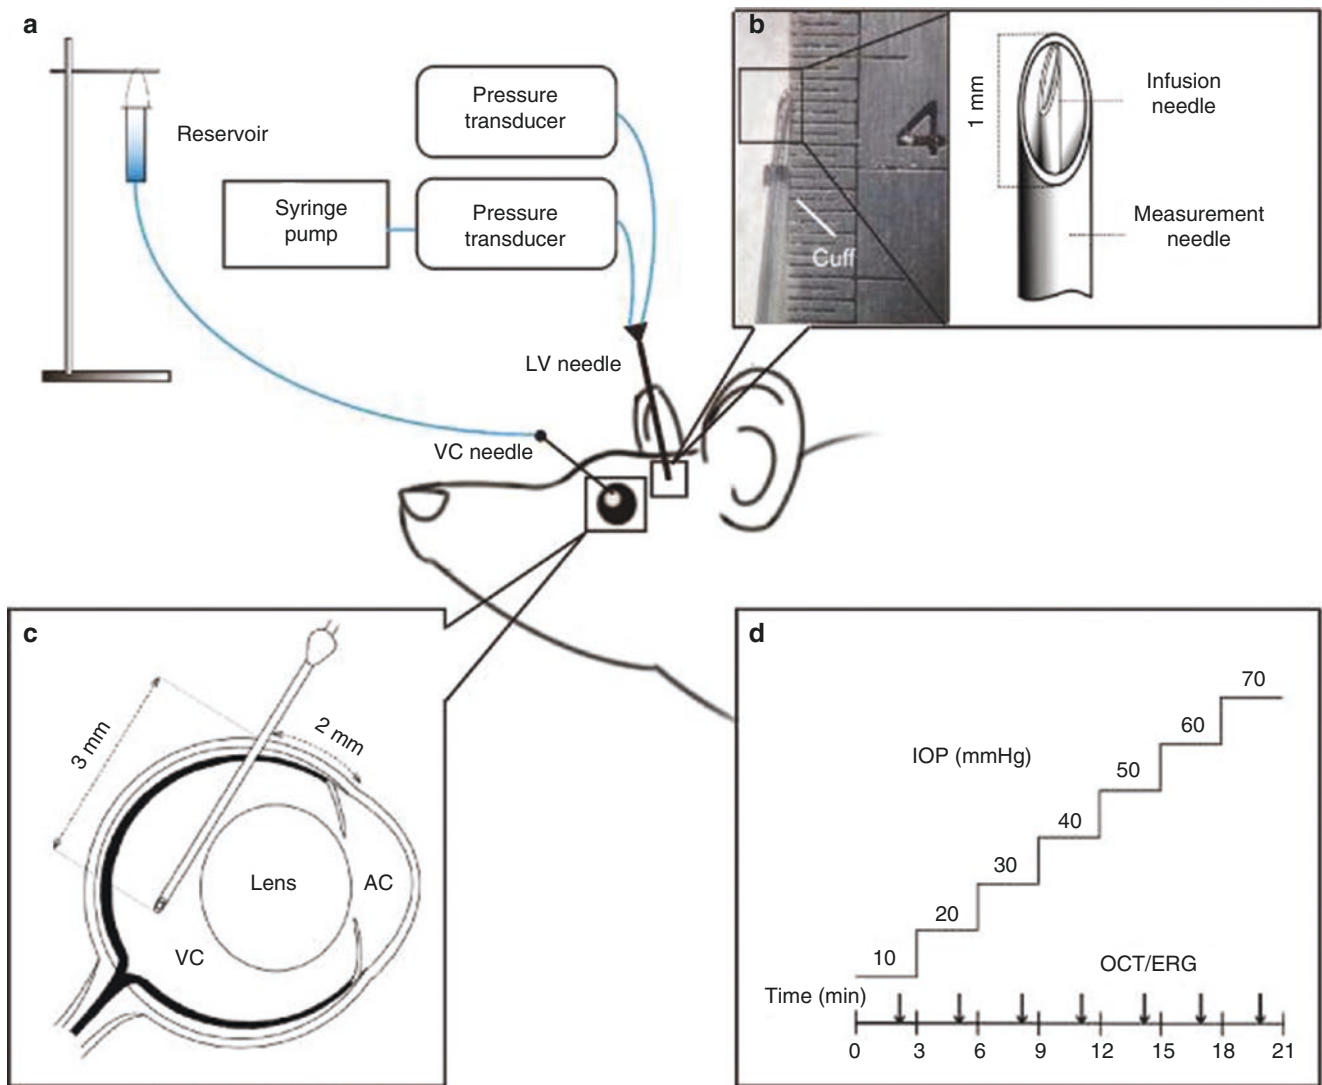 a
Reservoir
Pressure
transducer
Syringe
pump
Pressure
transducer
LV needle
VC needle
b
4
Cuff
1 mm
Infusion
needle
Measurement
needle
c
3 mm
2 mm
Lens
AC
VC
d
IOP (mmHg)
10
20
30
40
50
60
70
OCT/ERG
Time (min)
0 3 6 9 12 15 18 21